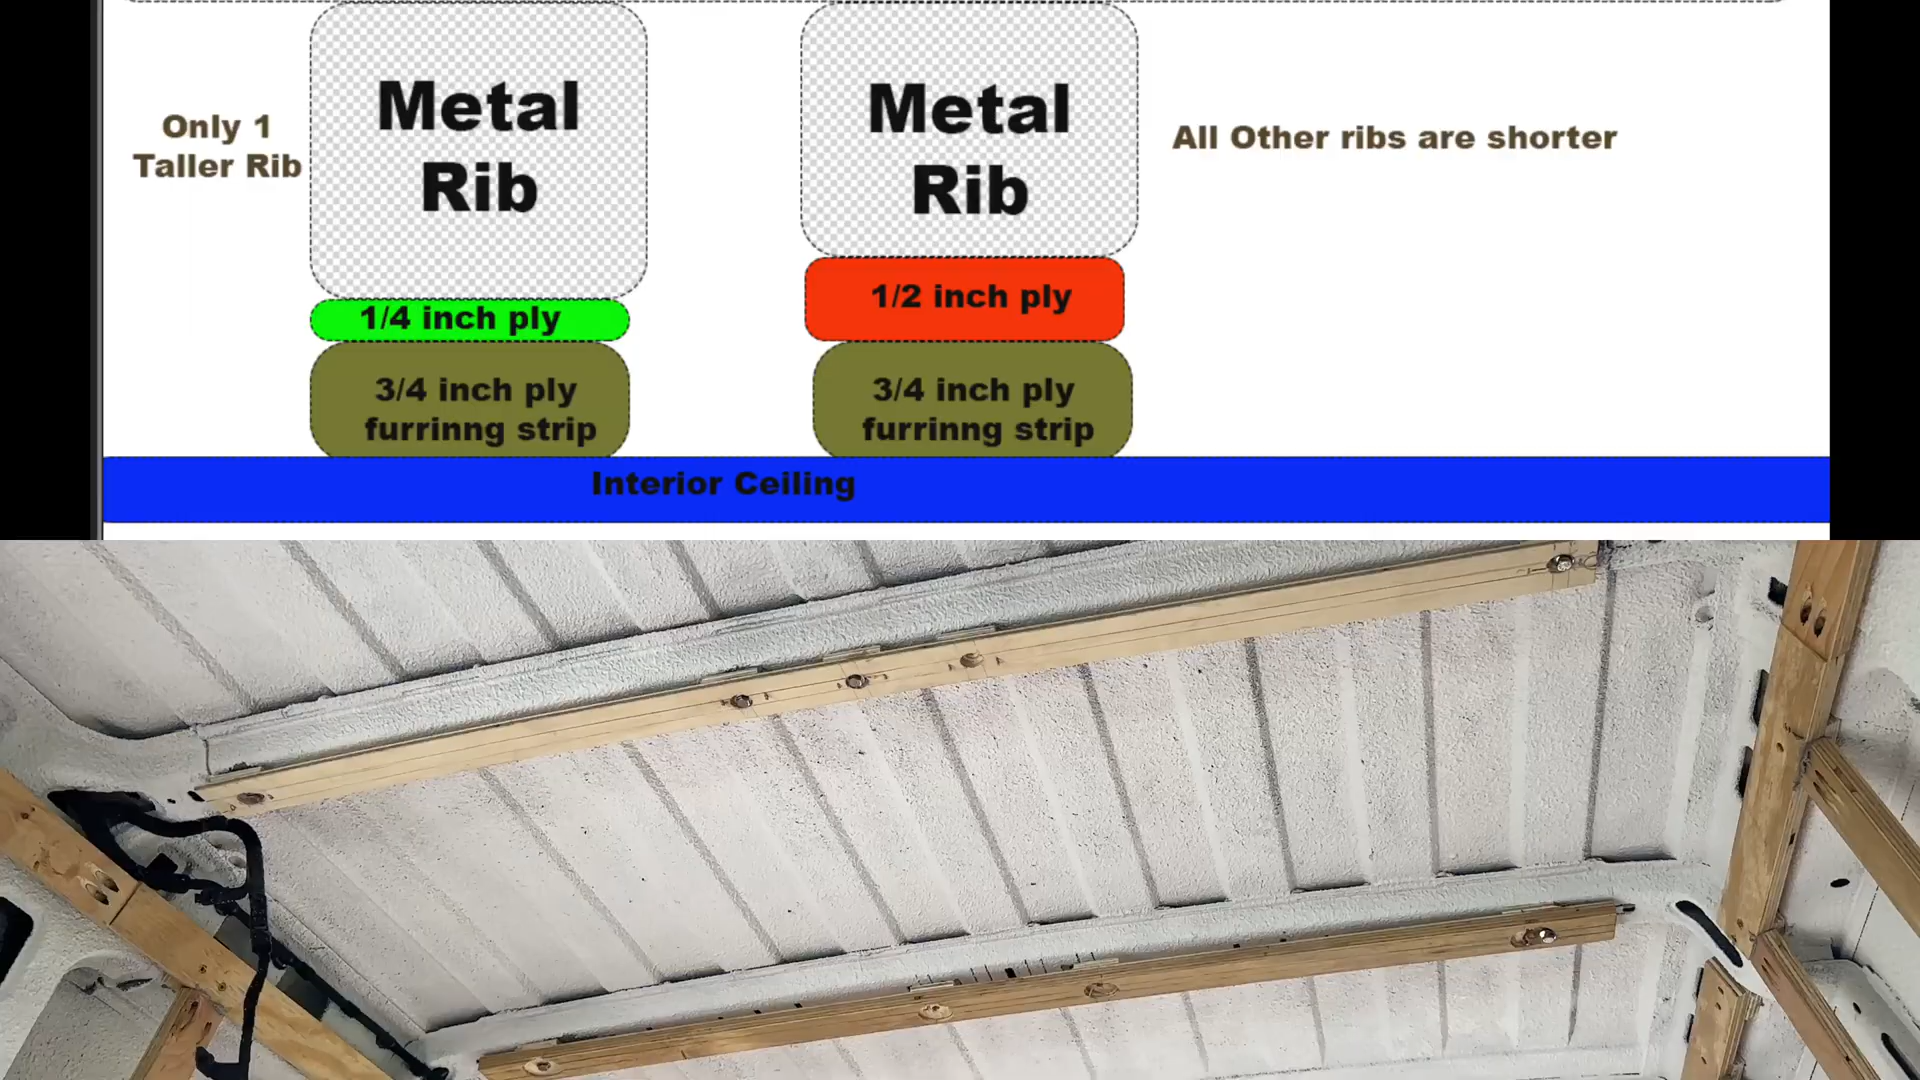 Only 1
Taller Rib
Metal
Rib
Metal
Rib
All Other ribs are shorter
1/4 inch ply
1/2 inch ply
3/4 inch ply
furrinng strip
3/4 inch ply
furrinng strip
Interior Ceiling